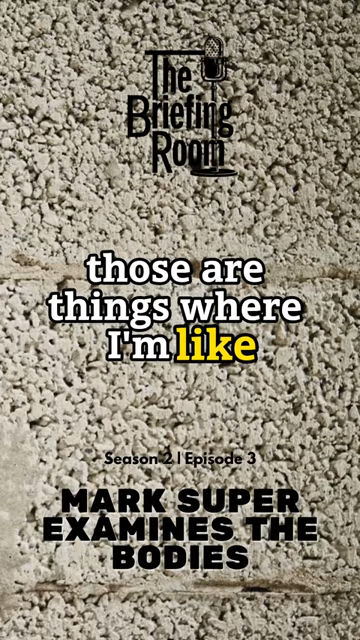 The
Briefing
Room
those are
things where
I'm like
Season 2 | Episode 3
MARK SUPER
EXAMINES THE
BODIES